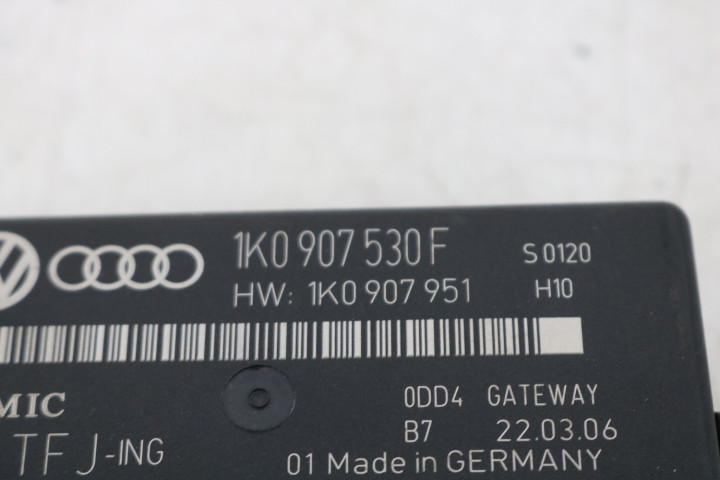 1K0 907 530 F S 0120
HW: 1K0 907 951 H10
MIC 0DD4 GATEWAY
B7 22.03.06
TFJ-ING
01 Made in GERMANY